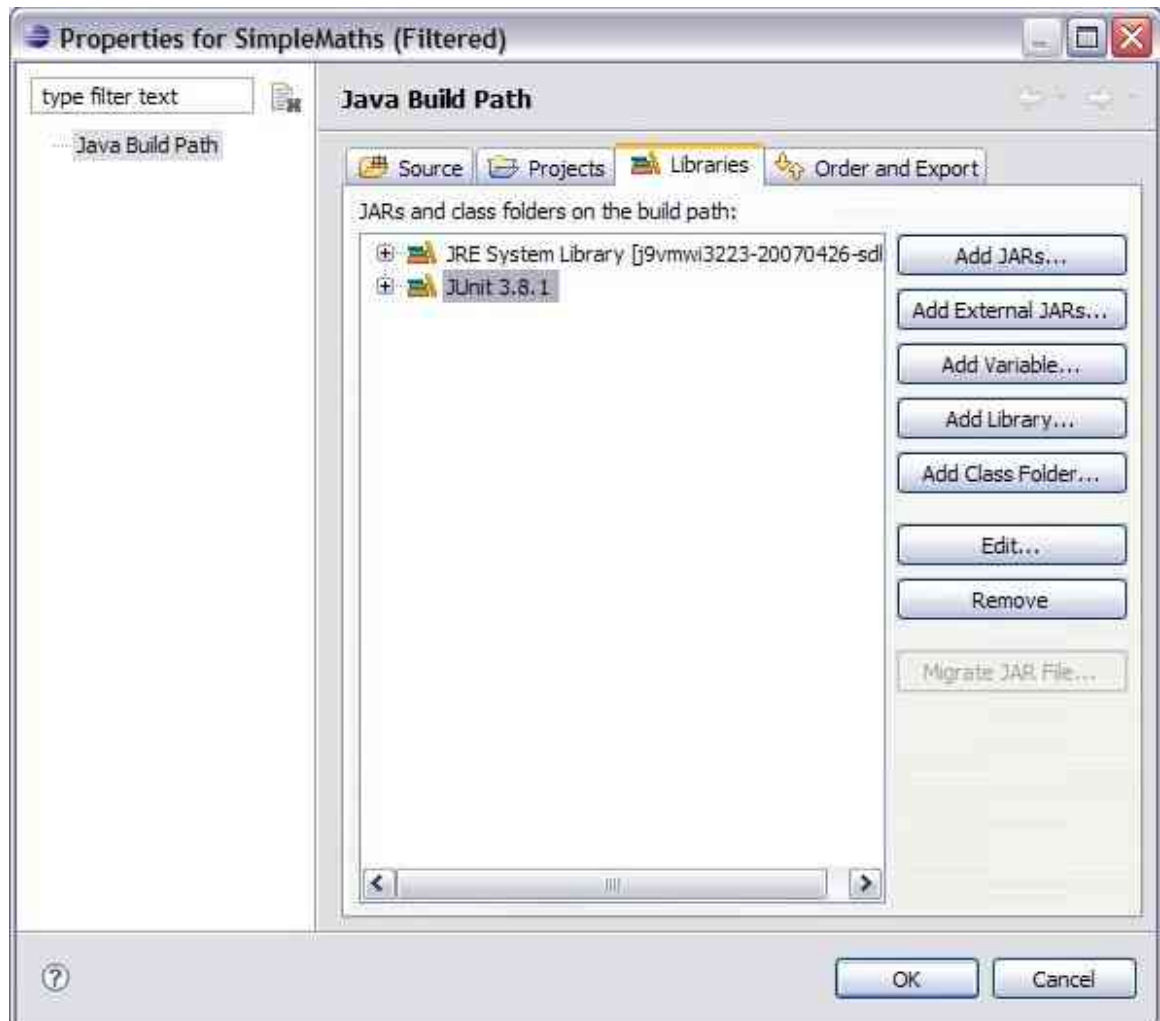 Properties for SimpleMaths (Filtered)
type filter text
Java Build Path
Java Build Path
Source
Projects
Libraries
Order and Export
JARs and class folders on the build path:
JRE System Library [j9vmwi3223-20070426-sdl
JUnit 3.8.1
Add JARs...
Add External JARs...
Add Variable...
Add Library...
Add Class Folder...
Edit...
Remove
Migrate JAR File...
OK
Cancel